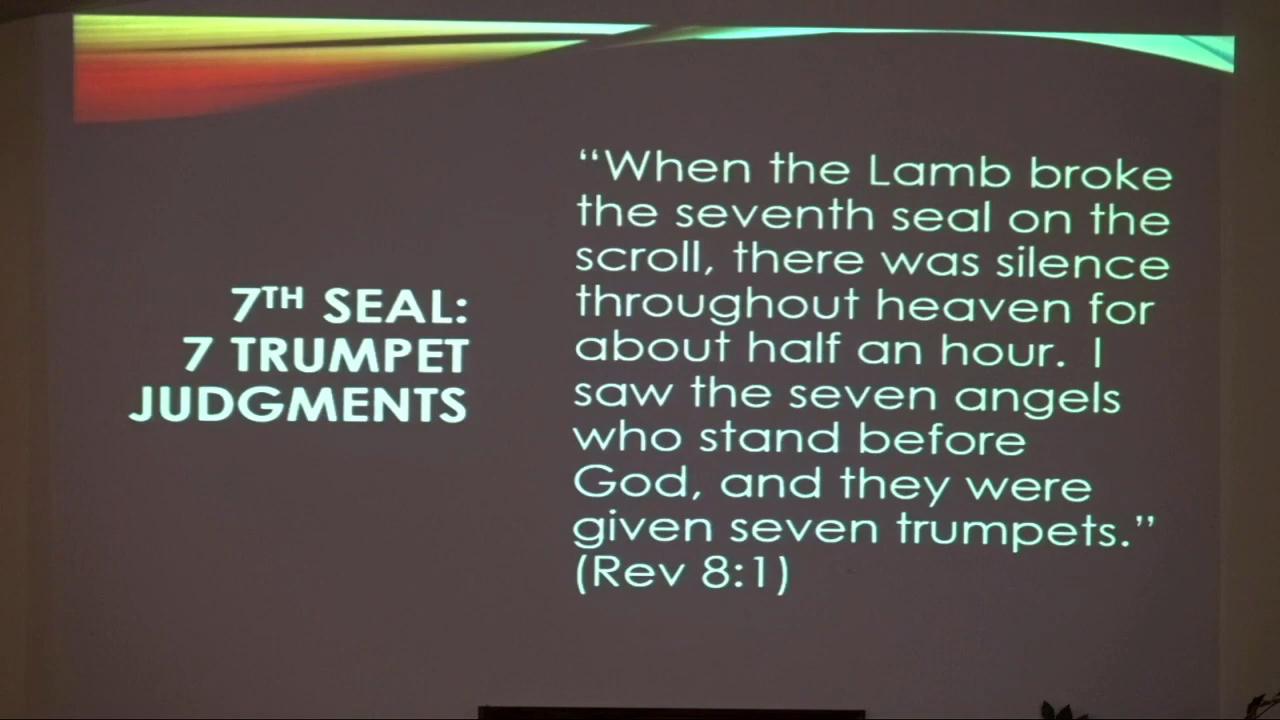 7TH SEAL:
7 TRUMPET
JUDGMENTS
“When the Lamb broke
the seventh seal on the
scroll, there was silence
throughout heaven for
about half an hour. I
saw the seven angels
who stand before
God, and they were
given seven trumpets.”
(Rev 8:1)